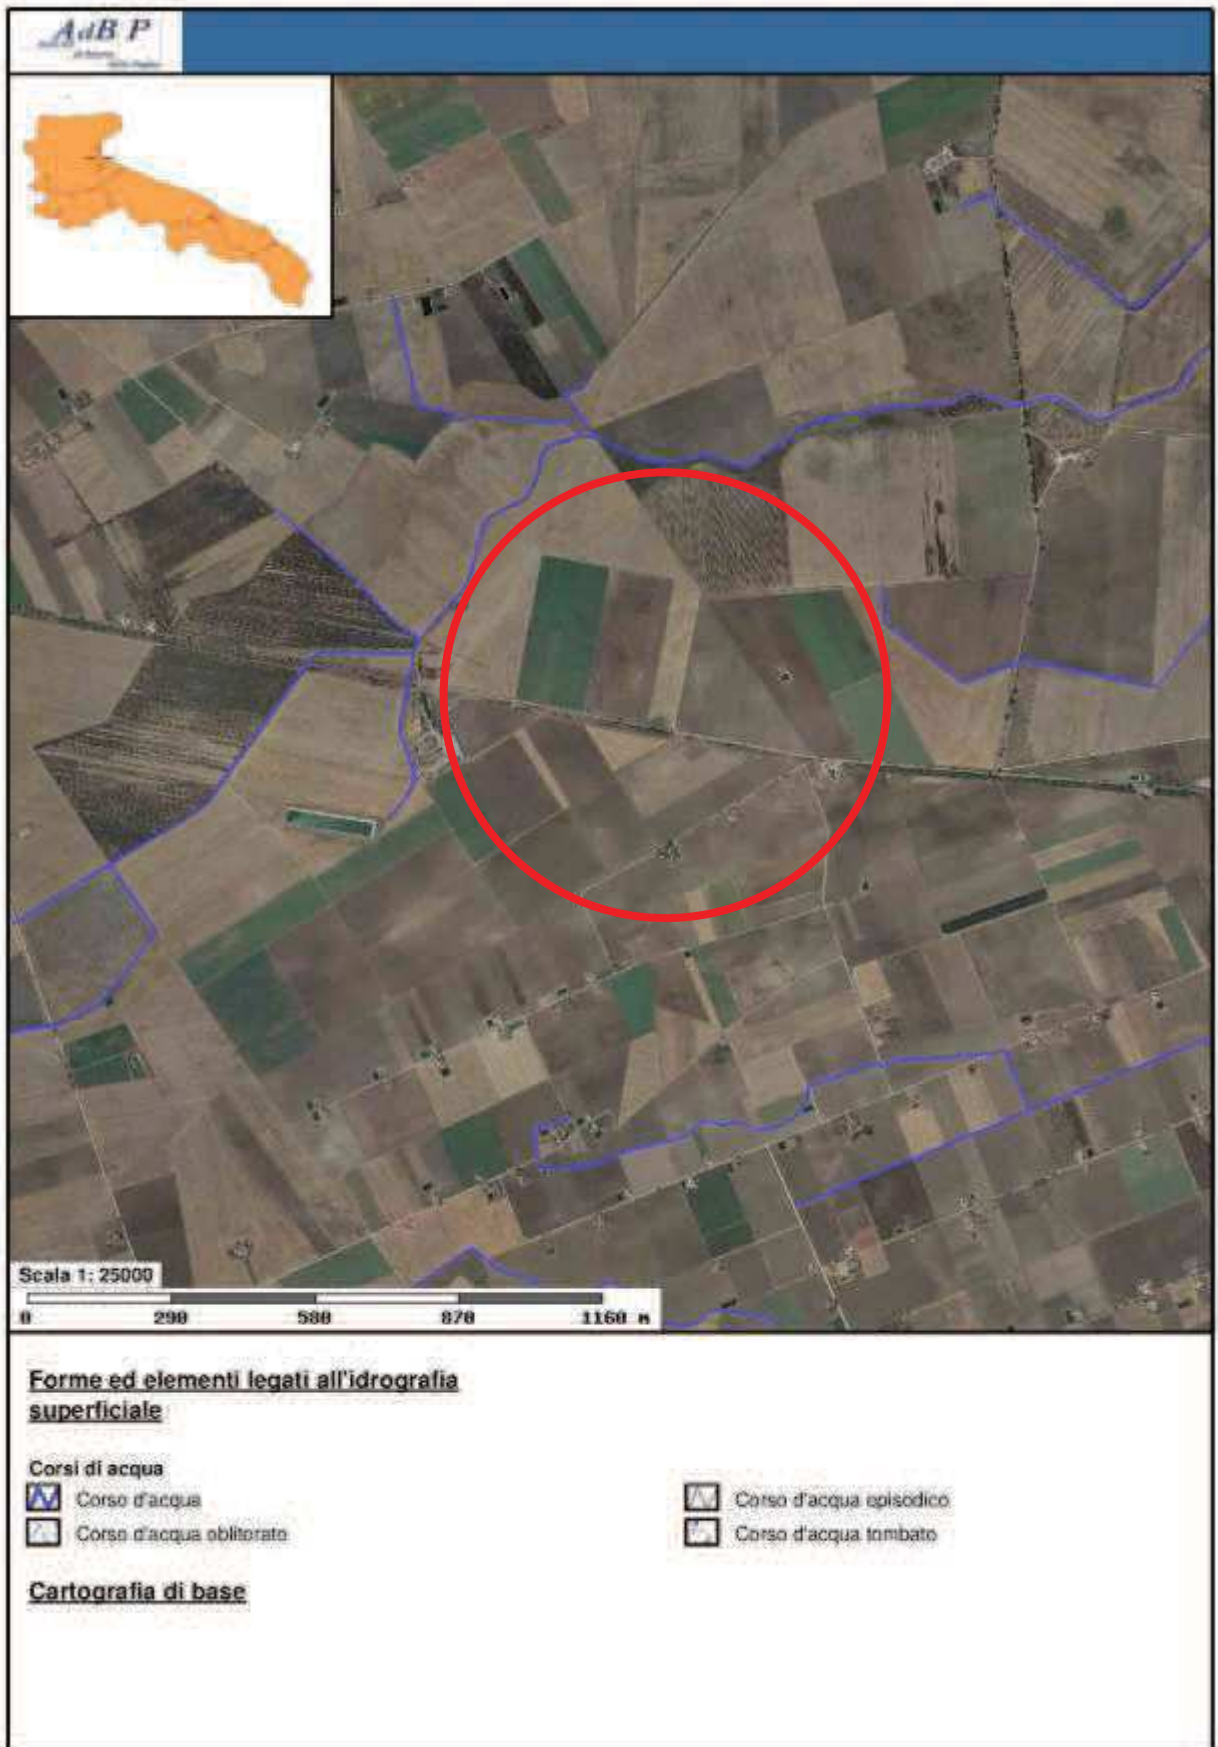 AdB P
Scala 1: 25000
0 290 580 870 1160 m
Forme ed elementi legati all'idrografia
superficiale
Corsi di acqua
Corso d'acqua
Corso d'acqua episodico
Corso d'acqua obliterato
Corso d'acqua tombato
Cartografia di base